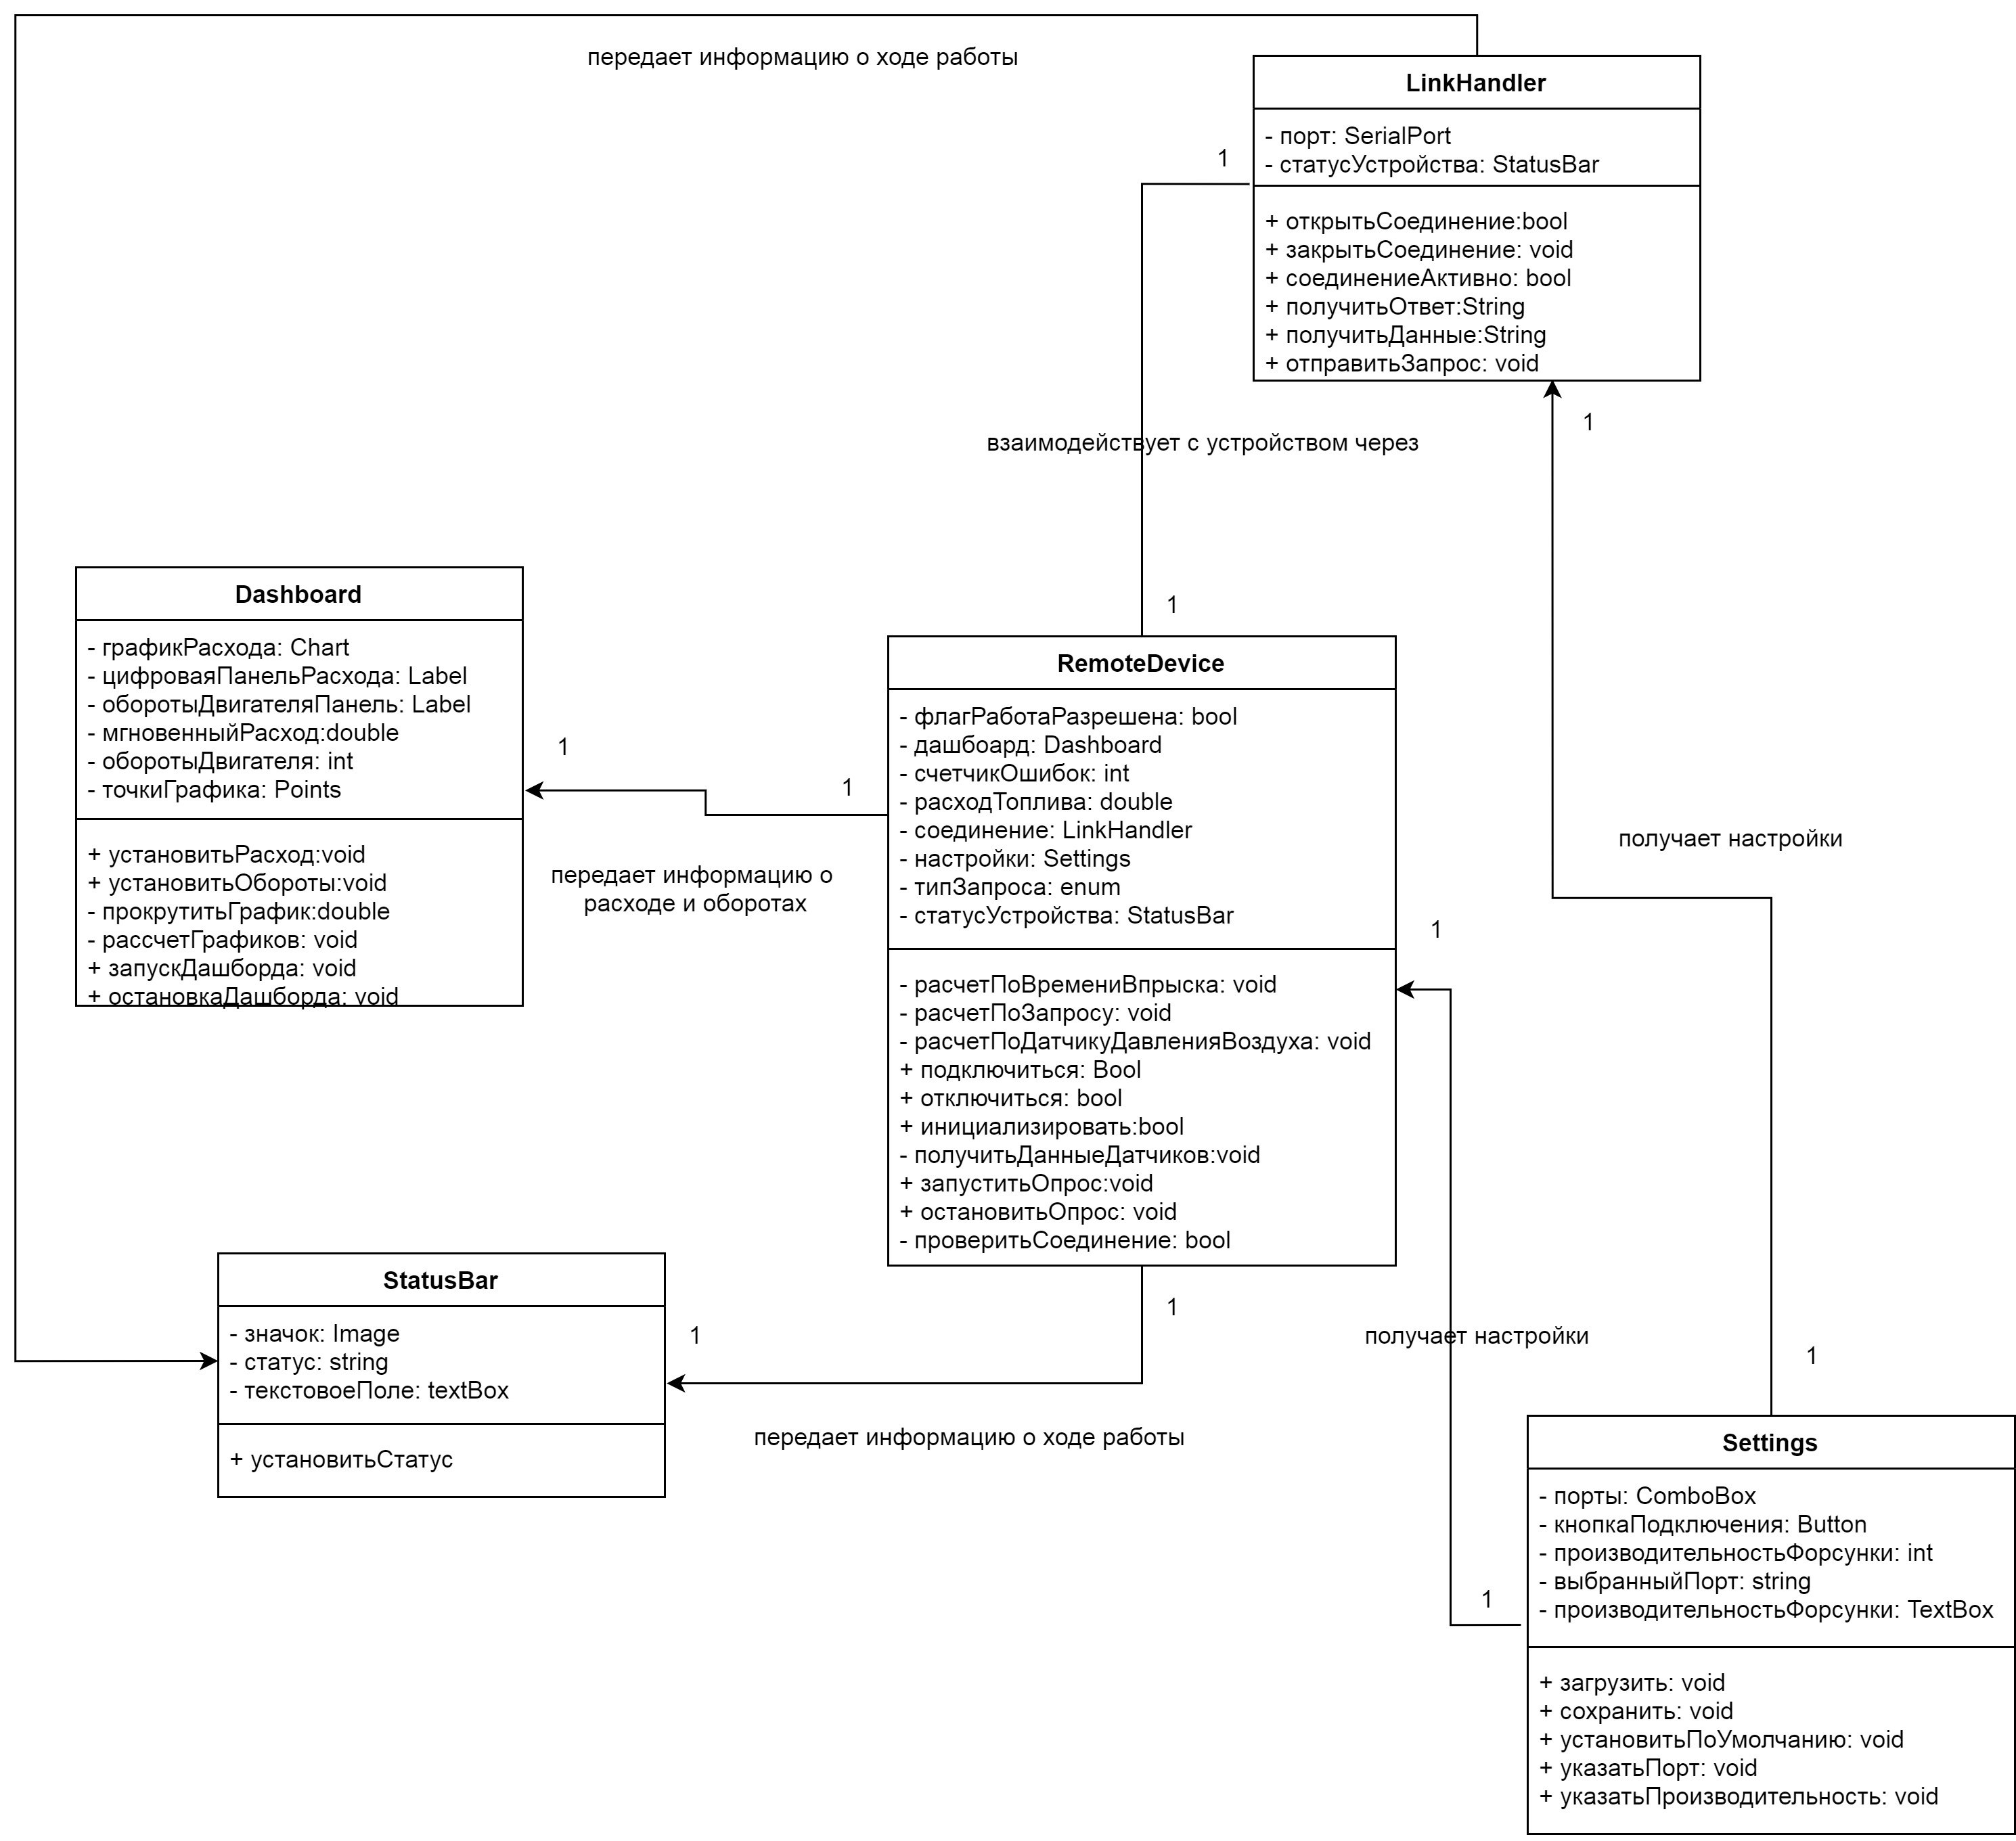 передает информацию о ходе работы
LinkHandler
- порт: SerialPort
- статусУстройства: StatusBar
+ открытьСоединение:bool
+ закрытьСоединение: void
+ соединениеАктивно: bool
+ получитьОтвет:String
+ получитьДанные:String
+ отправитьЗапрос: void
1
1
взаимодействует с устройством через
1
Dashboard
- графикРасхода: Chart
- цифроваяПанельРасхода: Label
- оборотыДвигателяПанель: Label
- мгновенныйРасход:double
- оборотыДвигателя: int
- точкиГрафика: Points
+ установитьРасход:void
+ установитьОбороты:void
- прокрутитьГрафик:double
- рассчетГрафиков: void
+ запускДашборда: void
+ остановкаДашборда: void
1
1
передает информацию о
расходе и оборотах
RemoteDevice
- флагРаботаРазрешена: bool
- дашбоард: Dashboard
- счетчикОшибок: int
- расходТоплива: double
- соединение: LinkHandler
- настройки: Settings
- типЗапроса: enum
- статусУстройства: StatusBar
- расчетПоВремениВпрыска: void
- расчетПоЗапросу: void
- расчетПоДатчикуДавленияВоздуха: void
+ подключиться: Bool
+ отключиться: bool
+ инициализировать:bool
- получитьДанныеДатчиков:void
+ запуститьОпрос:void
+ остановитьОпрос: void
- проверитьСоединение: bool
получает настройки
1
StatusBar
- значок: Image
- статус: string
- текстовоеПоле: textBox
+ установитьСтатус
1
1
передает информацию о ходе работы
получает настройки
1
1
Settings
- порты: ComboBox
- кнопкаПодключения: Button
- производительностьФорсунки: int
- выбранныйПорт: string
- производительностьФорсунки: TextBox
+ загрузить: void
+ сохранить: void
+ установитьПоУмолчанию: void
+ указатьПорт: void
+ указатьПроизводительность: void